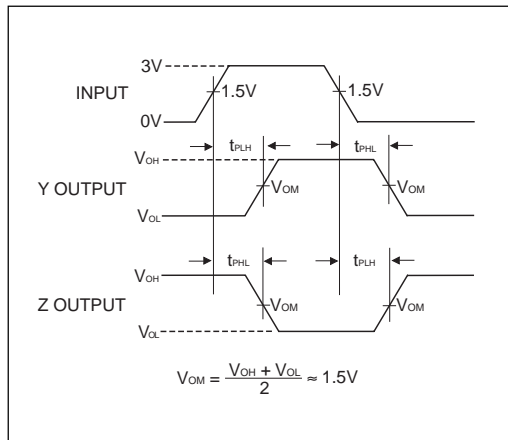 3V
INPUT
1.5V
1.5V
0V
tPLH
tPHL
VOH
Y OUTPUT
VOM
VOM
VOL
tPHL
tPLH
VOH
Z OUTPUT
VOM
VOM
VOL
VOM = VOH + VOL / 2 ≈ 1.5V